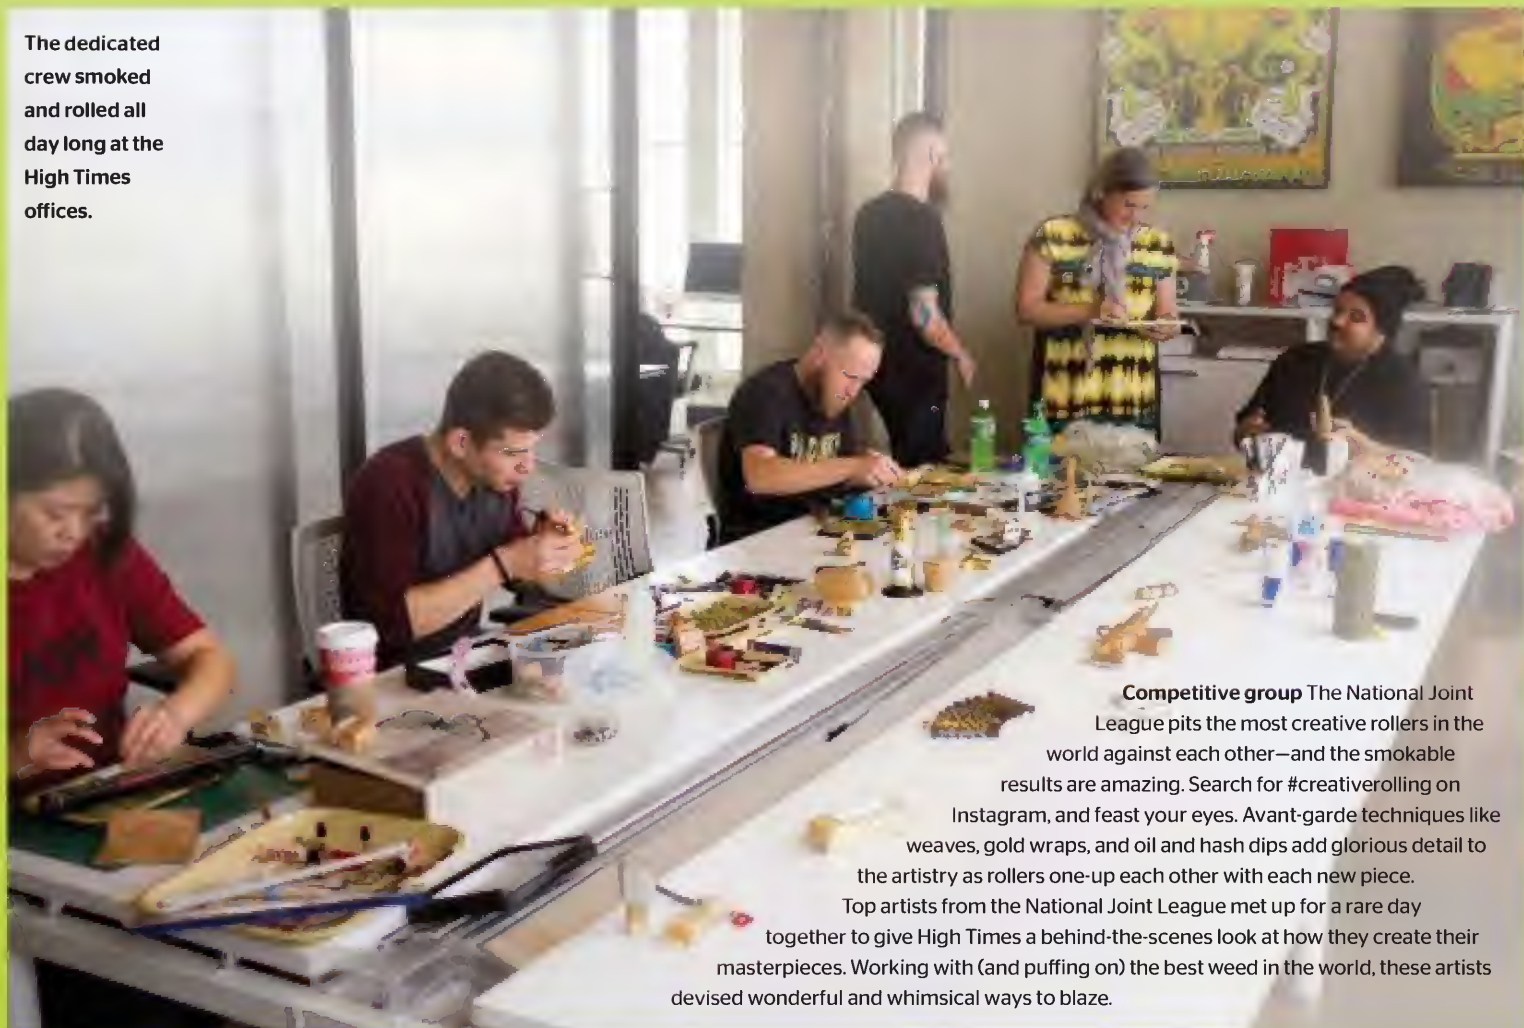 The dedicated
crew smoked
and rolled all
day long at the
High Times
offices.
Competitive group The National Joint
League pits the most creative rollers in the
world against each other—and the smokable
results are amazing. Search for #creativerolling on
Instagram, and feast your eyes. Avant-garde techniques like
weaves, gold wraps, and oil and hash dips add glorious detail to
the artistry as rollers one-up each other with each new piece.
Top artists from the National Joint League met up for a rare day
together to give High Times a behind-the-scenes look at how they create their
masterpieces. Working with (and puffing on) the best weed in the world, these artists
devised wonderful and whimsical ways to blaze.